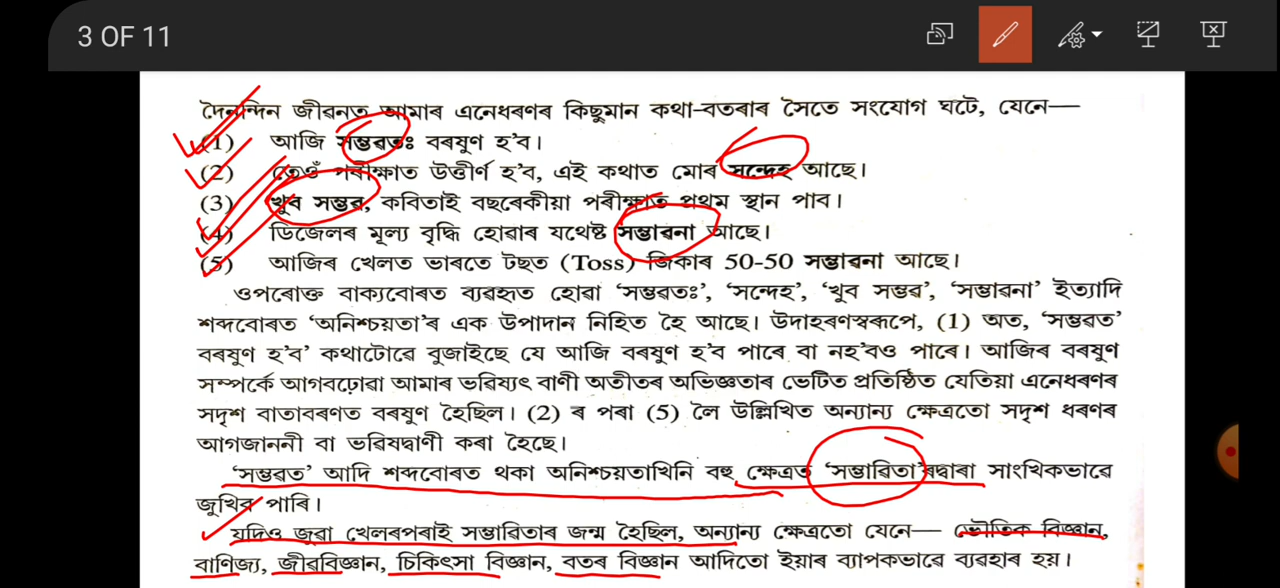 3 OF 11
দৈনন্দিন জীৱনত আমাৰ এনেধৰণৰ কিছুমান কথা-বতৰাৰ সৈতে সংযোগ ঘটে, যেনে—
(1) আজি সম্ভৱতঃ বৰষুণ হ'ব।
(2) তেওঁ পৰীক্ষাত উত্তীৰ্ণ হ'ব, এই কথাত মোৰ সন্দেহ আছে।
(3) খুব সম্ভৱ, কবিতাই বছৰেকীয়া পৰীক্ষাত প্ৰথম স্থান পাব।
(4) ডিজেলৰ মূল্য বৃদ্ধি হোৱাৰ যথেষ্ট সম্ভাৱনা আছে।
(5) আজিৰ খেলত ভাৰতে টছত (Toss) জিকাৰ 50-50 সম্ভাৱনা আছে।
ওপৰোক্ত বাক্যবোৰত ব্যৱহৃত হোৱা ‘সম্ভৱতঃ’, ‘সন্দেহ’, ‘খুব সম্ভৱ’, ‘সম্ভাৱনা’ ইত্যাদি
শব্দবোৰত ‘অনিশ্চয়তা’ৰ এক উপাদান নিহিত হৈ আছে। উদাহৰণস্বৰূপে, (1) অত, ‘সম্ভৱত’
বৰষুণ হ'ব’ কথাটোৱে বুজাইছে যে আজি বৰষুণ হ'ব পাৰে বা নহ'বও পাৰে। আজিৰ বৰষুণ
সম্পৰ্কে আগবঢ়োৱা আমাৰ ভৱিষ্যৎ বাণী অতীতৰ অভিজ্ঞতাৰ ভেটিত প্ৰতিষ্ঠিত যেতিয়া এনেধৰণৰ
সদৃশ বাতাবৰণত বৰষুণ হৈছিল। (2) ৰ পৰা (5) লৈ উল্লিখিত অন্যান্য ক্ষেত্ৰতো সদৃশ ধৰণৰ
আগজাননী বা ভৱিষদ্বাণী কৰা হৈছে।
‘সম্ভৱত’ আদি শব্দবোৰত থকা অনিশ্চয়তাখিনি বহু ক্ষেত্ৰত ‘সম্ভাৱিতা’ৰদ্বাৰা সাংখিকভাৱে
জুখিব পাৰি।
যদিও জুৱা খেলৰপৰাই সম্ভাৱিতাৰ জন্ম হৈছিল, অন্যান্য ক্ষেত্ৰতো যেনে— ভৌতিক বিজ্ঞান,
বাণিজ্য, জীৱবিজ্ঞান, চিকিৎসা বিজ্ঞান, বতৰ বিজ্ঞান আদিতো ইয়াৰ ব্যাপকভাৱে ব্যৱহাৰ হয়।